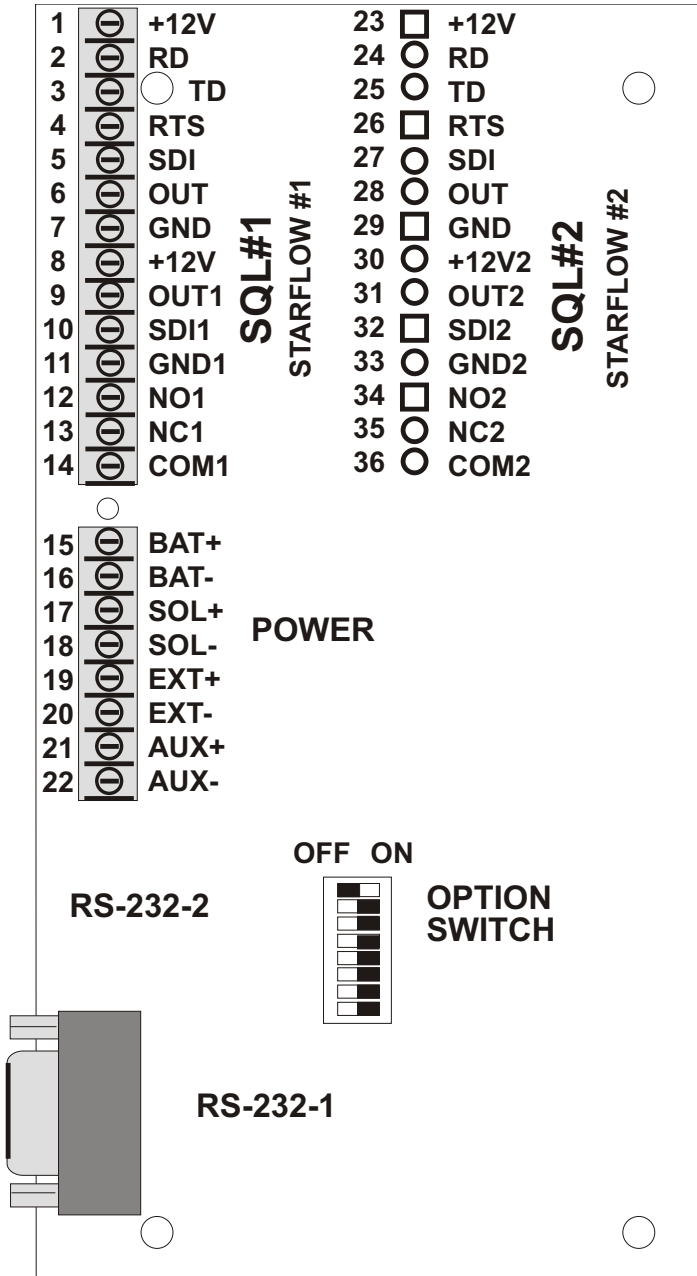 1 +12V
2 RD
3 TD
4 RTS
5 SDI
6 OUT
7 GND
8 +12V
9 OUT1
10 SDI1
11 GND1
12 NO1
13 NC1
14 COM1
SQL#1
STARFLOW #1
23 +12V
24 RD
25 TD
26 RTS
27 SDI
28 OUT
29 GND
30 +12V2
31 OUT2
32 SDI2
33 GND2
34 NO2
35 NC2
36 COM2
SQL#2
STARFLOW #2
15 BAT+
16 BAT-
17 SOL+
18 SOL-
19 EXT+
20 EXT-
21 AUX+
22 AUX-
POWER
OFF ON
RS-232-2
OPTION
SWITCH
RS-232-1